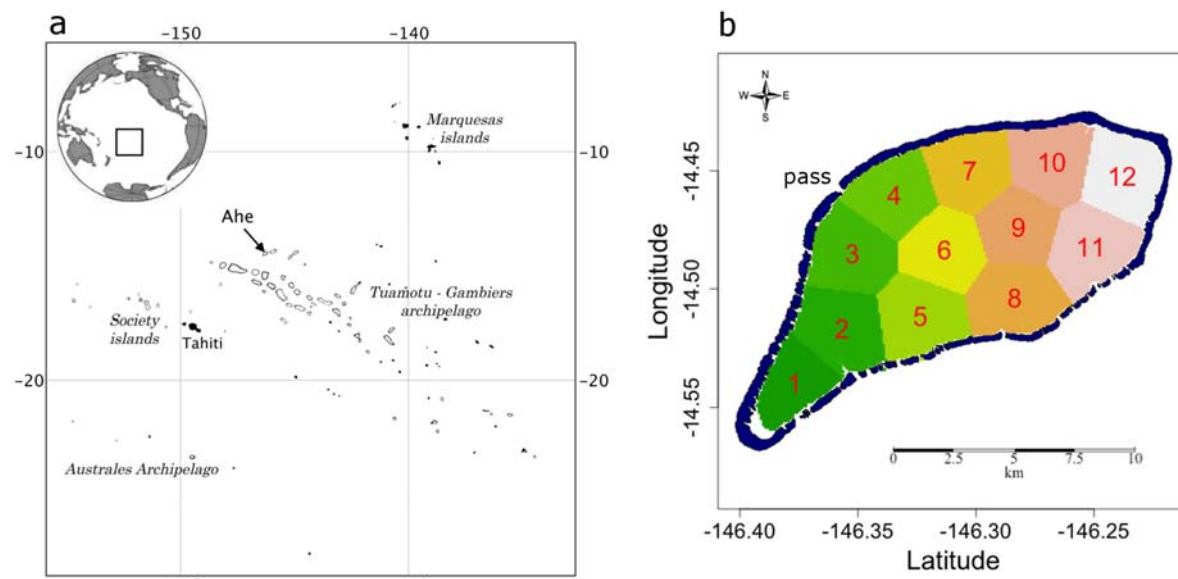 a
-150
-140
Marquesas
islands
-10
-10
Ahe
Tuamotu - Gambiers
archipelago
Society
islands
Tahiti
-20
-20
Australes Archipelago
b
N
W E
S
pass
-14.45
-14.50
-14.55
Longitude
1
2
3
4
5
6
7
8
9
10
11
12
0 2.5 5 7.5 10
km
-146.40 -146.35 -146.30 -146.25
Latitude